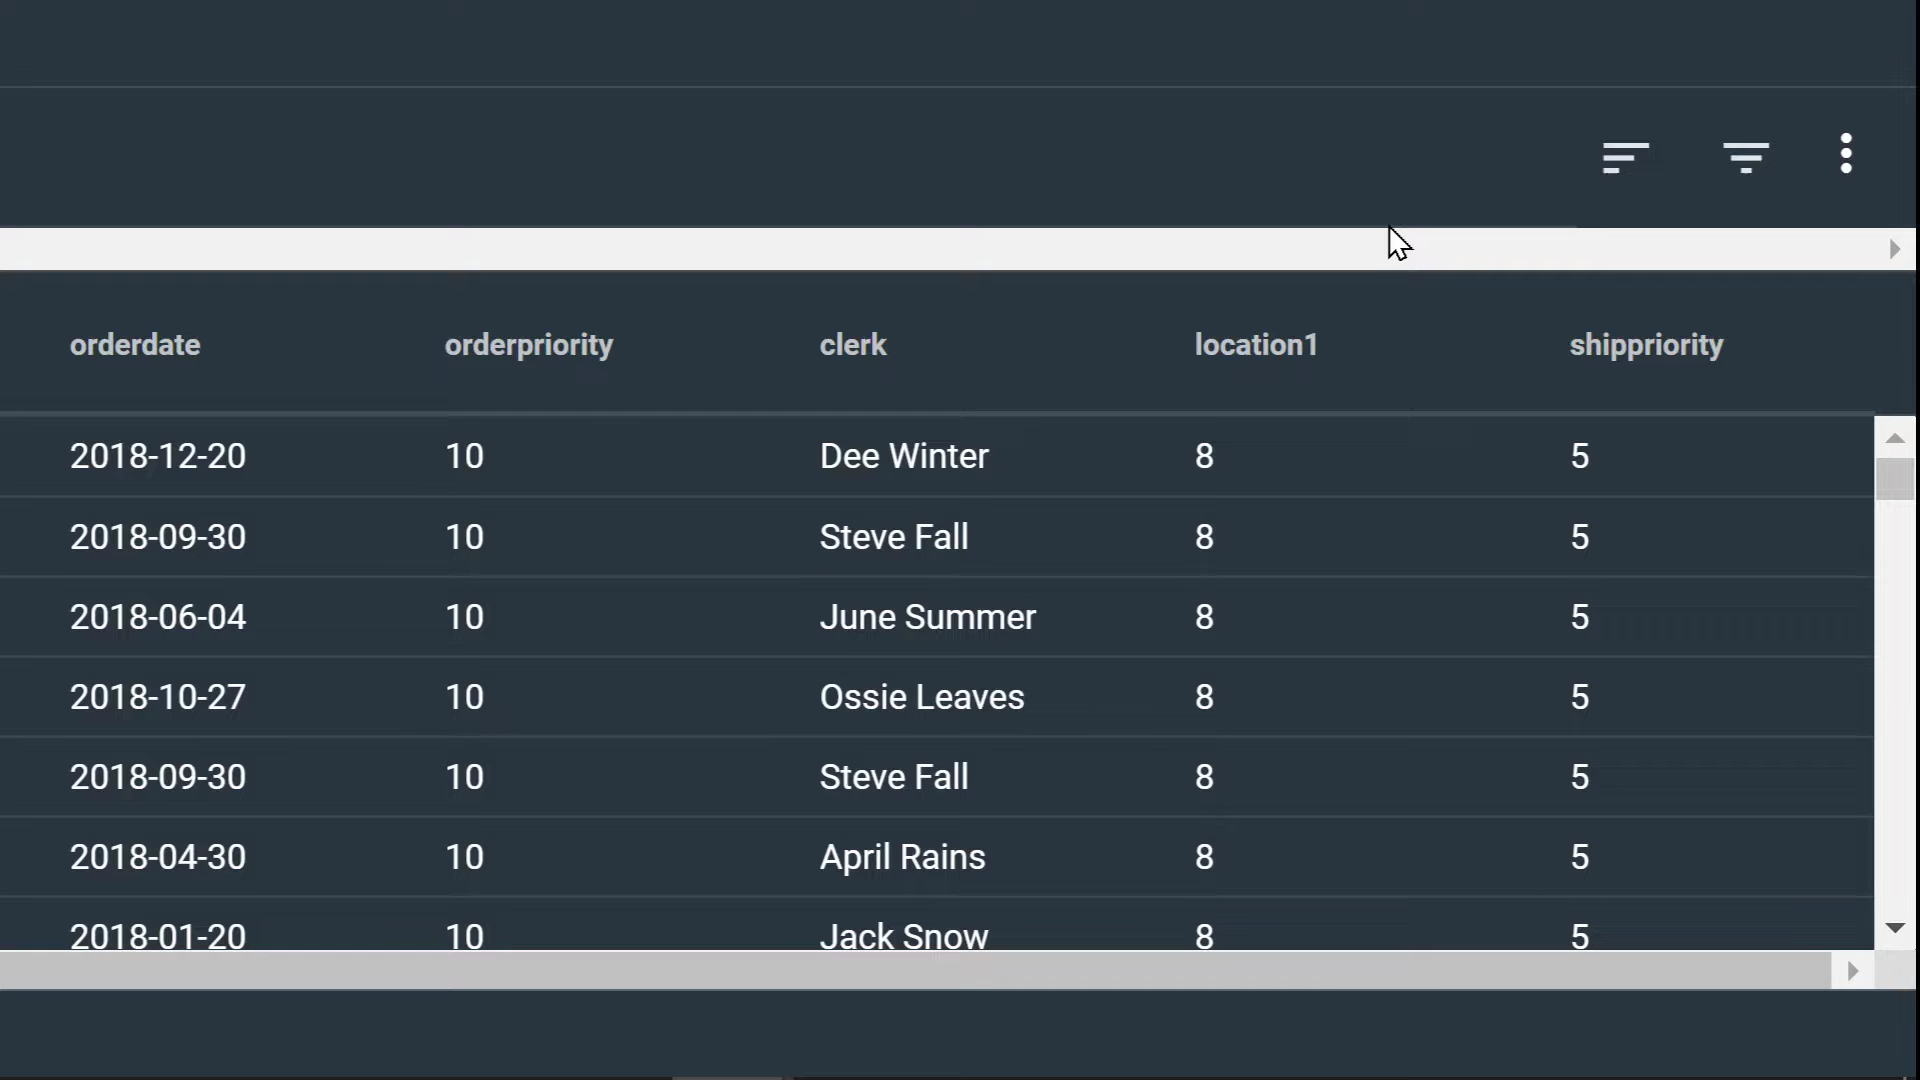 orderdate orderpriority clerk location1 shippriority
2018-12-20 10 Dee Winter 8 5
2018-09-30 10 Steve Fall 8 5
2018-06-04 10 June Summer 8 5
2018-10-27 10 Ossie Leaves 8 5
2018-09-30 10 Steve Fall 8 5
2018-04-30 10 April Rains 8 5
2018-01-20 10 Jack Snow 8 5